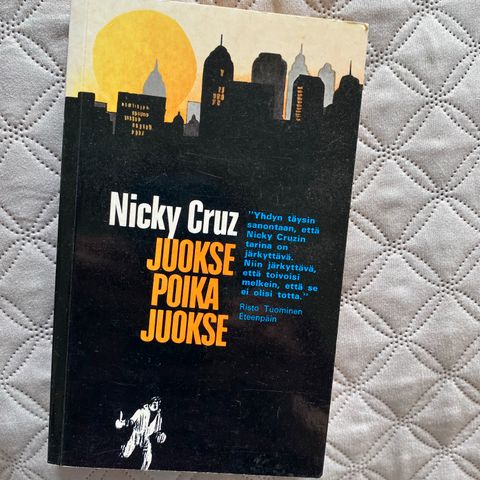 Nicky Cruz
JUOKSE
POIKA
JUOKSE
"Yhdyn täysin
sanontaan, että
Nicky Cruzin
tarina on
järkyttävä.
Niin järkyttävä,
että toivoisi
melkein, että se
ei olisi totta."
Risto Tuominen
Eteenpäin